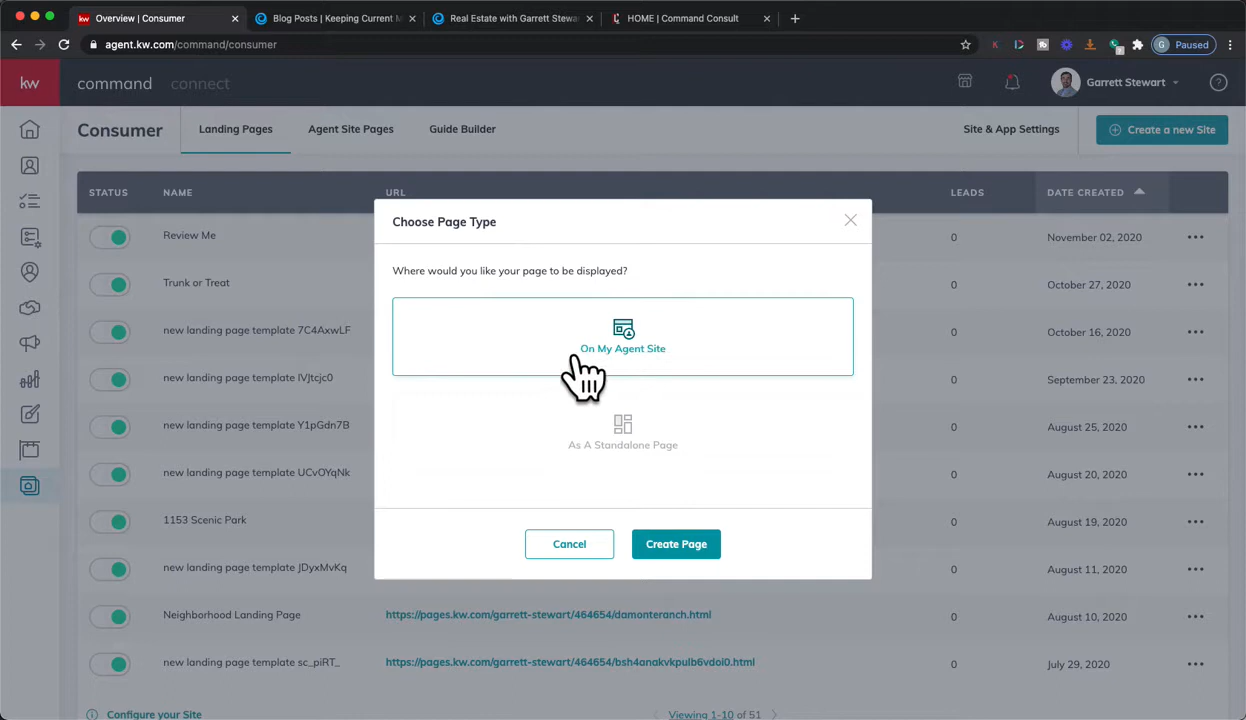 Overview | Consumer
Blog Posts | Keeping Current M
Real Estate with Garrett Stewar
HOME | Command Consult
agent.kw.com/command/consumer
G Paused
kw
command
connect
Garrett Stewart
Consumer
Landing Pages
Agent Site Pages
Guide Builder
Site & App Settings
Create a new Site
STATUS
NAME
URL
LEADS
DATE CREATED
Review Me
0
November 02, 2020
Trunk or Treat
0
October 27, 2020
new landing page template 7C4AxwLF
0
October 16, 2020
new landing page template IVJtcjc0
0
September 23, 2020
new landing page template Y1pGdn7B
0
August 25, 2020
new landing page template UCvOYqNk
0
August 20, 2020
1153 Scenic Park
0
August 19, 2020
new landing page template JDyxMvKq
0
August 11, 2020
Neighborhood Landing Page
https://pages.kw.com/garrett-stewart/464654/damonteranch.html
0
August 10, 2020
new landing page template sc_piRT_
https://pages.kw.com/garrett-stewart/464654/bsh4anakvkpulb6vdoi0.html
0
July 29, 2020
Choose Page Type
Where would you like your page to be displayed?
On My Agent Site
As A Standalone Page
Cancel
Create Page
Configure your Site
Viewing 1-10 of 51